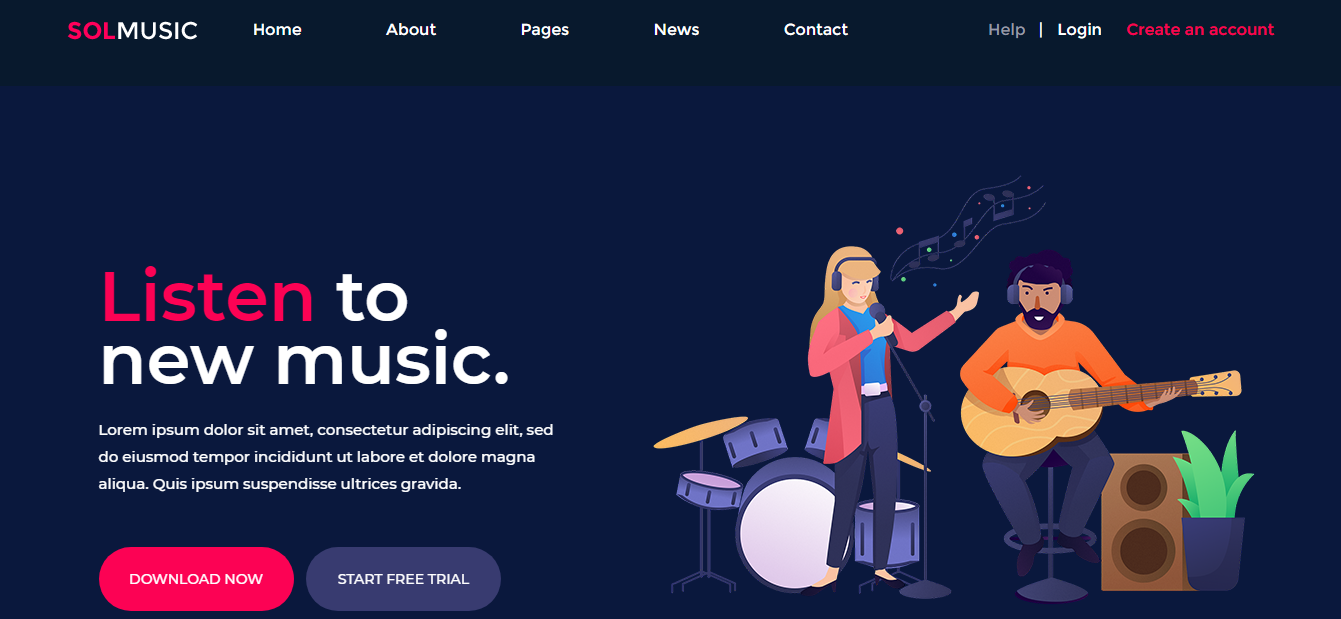 SOLMUSIC Home About Pages News Contact Help | Login Create an account
Listen to
new music.
Lorem ipsum dolor sit amet, consectetur adipiscing elit, sed
do eiusmod tempor incididunt ut labore et dolore magna
aliqua. Quis ipsum suspendisse ultrices gravida.
DOWNLOAD NOW START FREE TRIAL